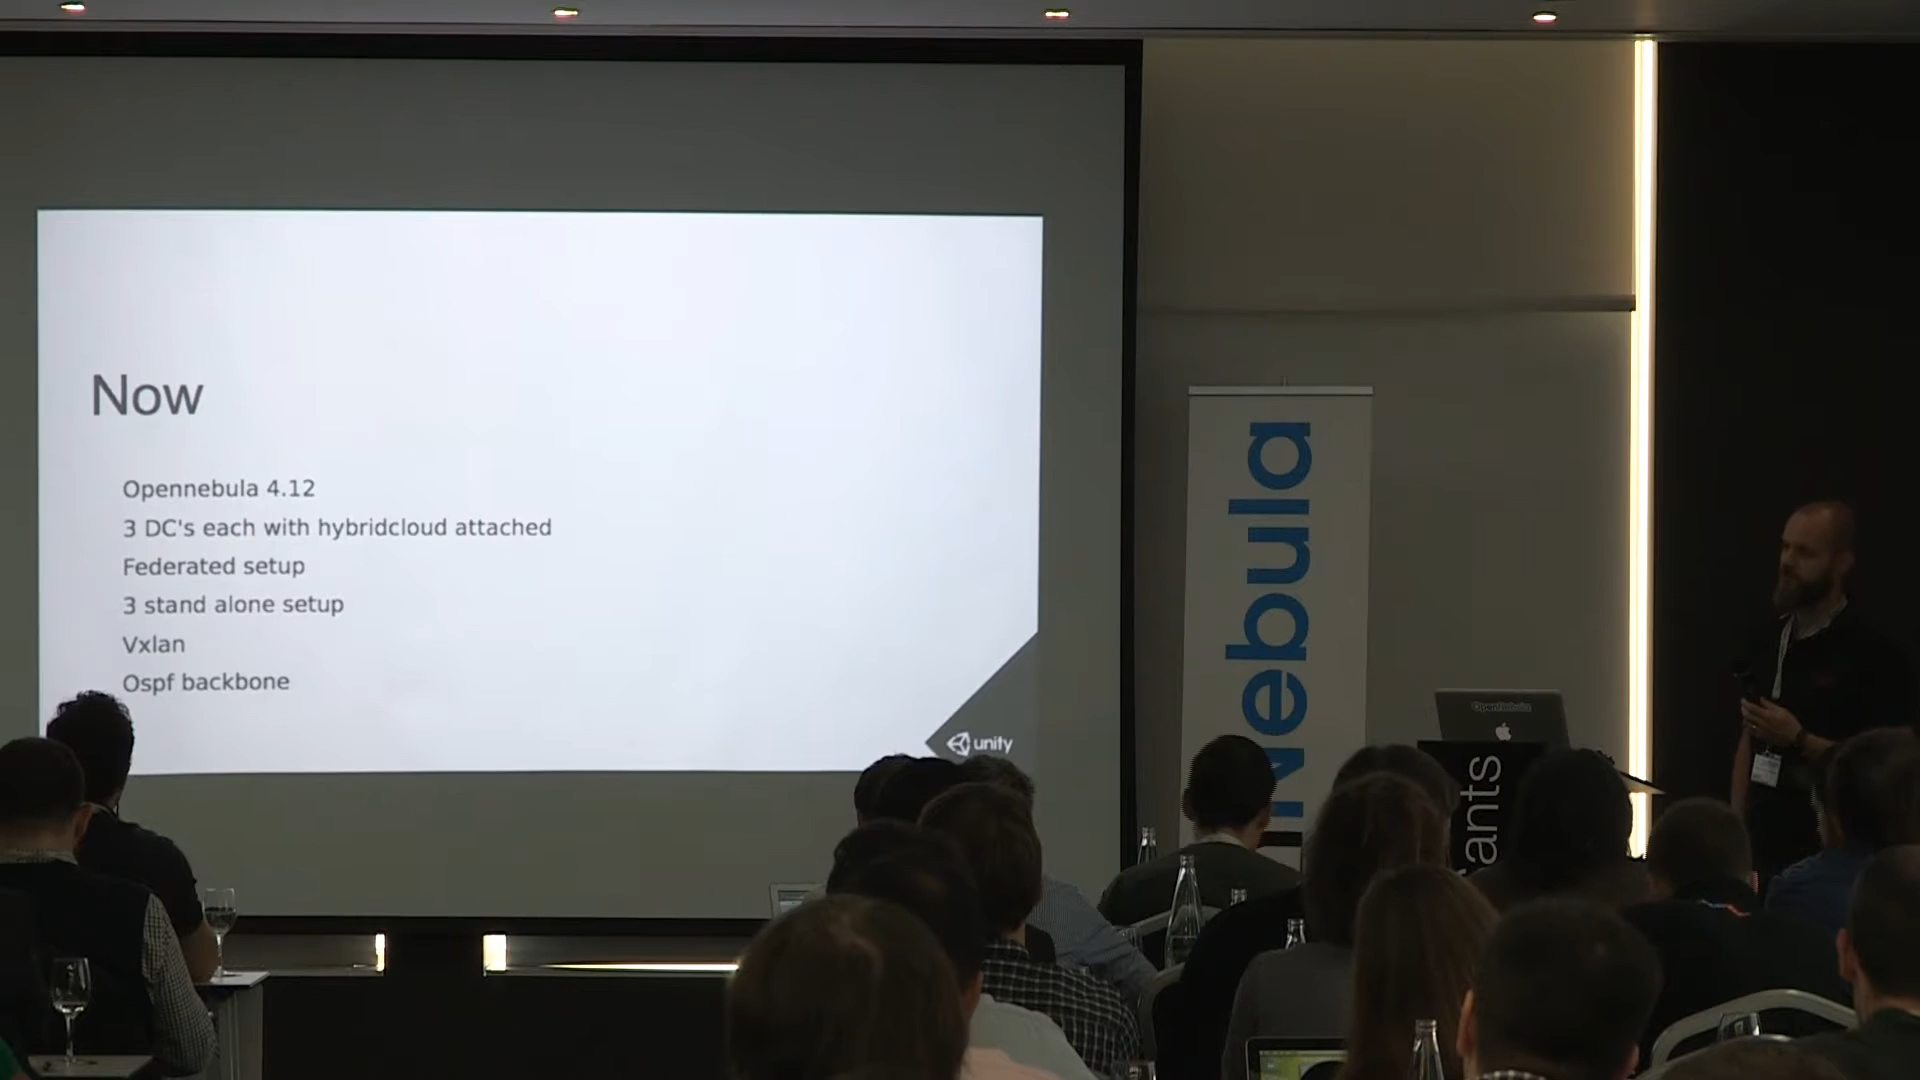 Now
Opennebula 4.12
3 DC's each with hybridcloud attached
Federated setup
3 stand alone setup
Vxlan
Ospf backbone
unity
Nebula
OpenNebula
ants